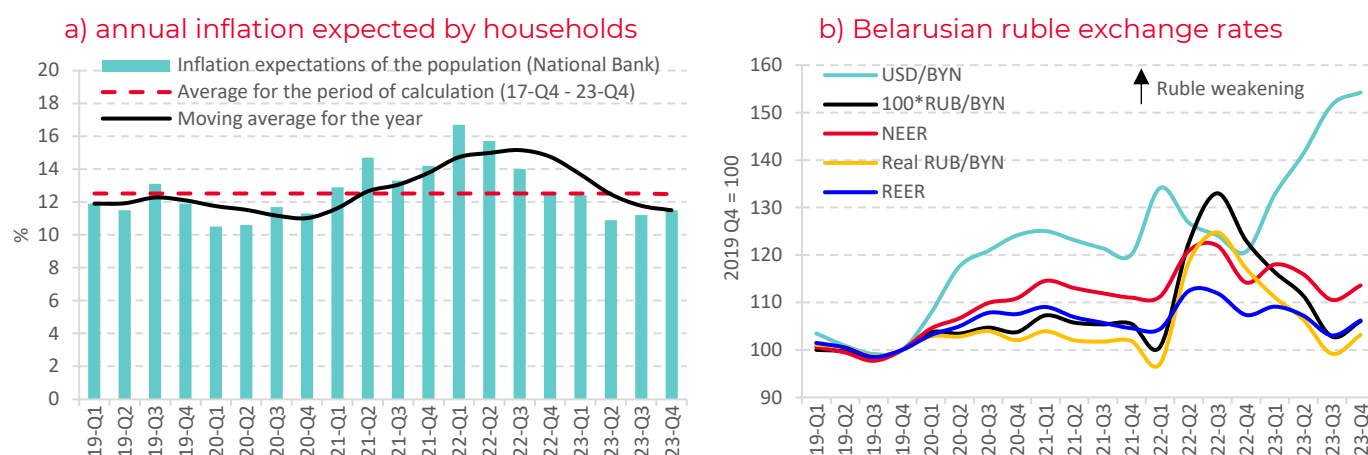 a) annual inflation expected by households
20
18
16
14
12
10
8
6
4
2
0
%
Inflation expectations of the population (National Bank)
Average for the period of calculation (17-Q4 - 23-Q4)
Moving average for the year
19-Q1
19-Q2
19-Q3
19-Q4
20-Q1
20-Q2
20-Q3
20-Q4
21-Q1
21-Q2
21-Q3
21-Q4
22-Q1
22-Q2
22-Q3
22-Q4
23-Q1
23-Q2
23-Q3
23-Q4
b) Belarusian ruble exchange rates
160
150
140
130
120
110
100
90
2019 Q4 = 100
USD/BYN
100*RUB/BYN
NEER
Real RUB/BYN
REER
Ruble weakening
19-Q1
19-Q2
19-Q3
19-Q4
20-Q1
20-Q2
20-Q3
20-Q4
21-Q1
21-Q2
21-Q3
21-Q4
22-Q1
22-Q2
22-Q3
22-Q4
23-Q1
23-Q2
23-Q3
23-Q4